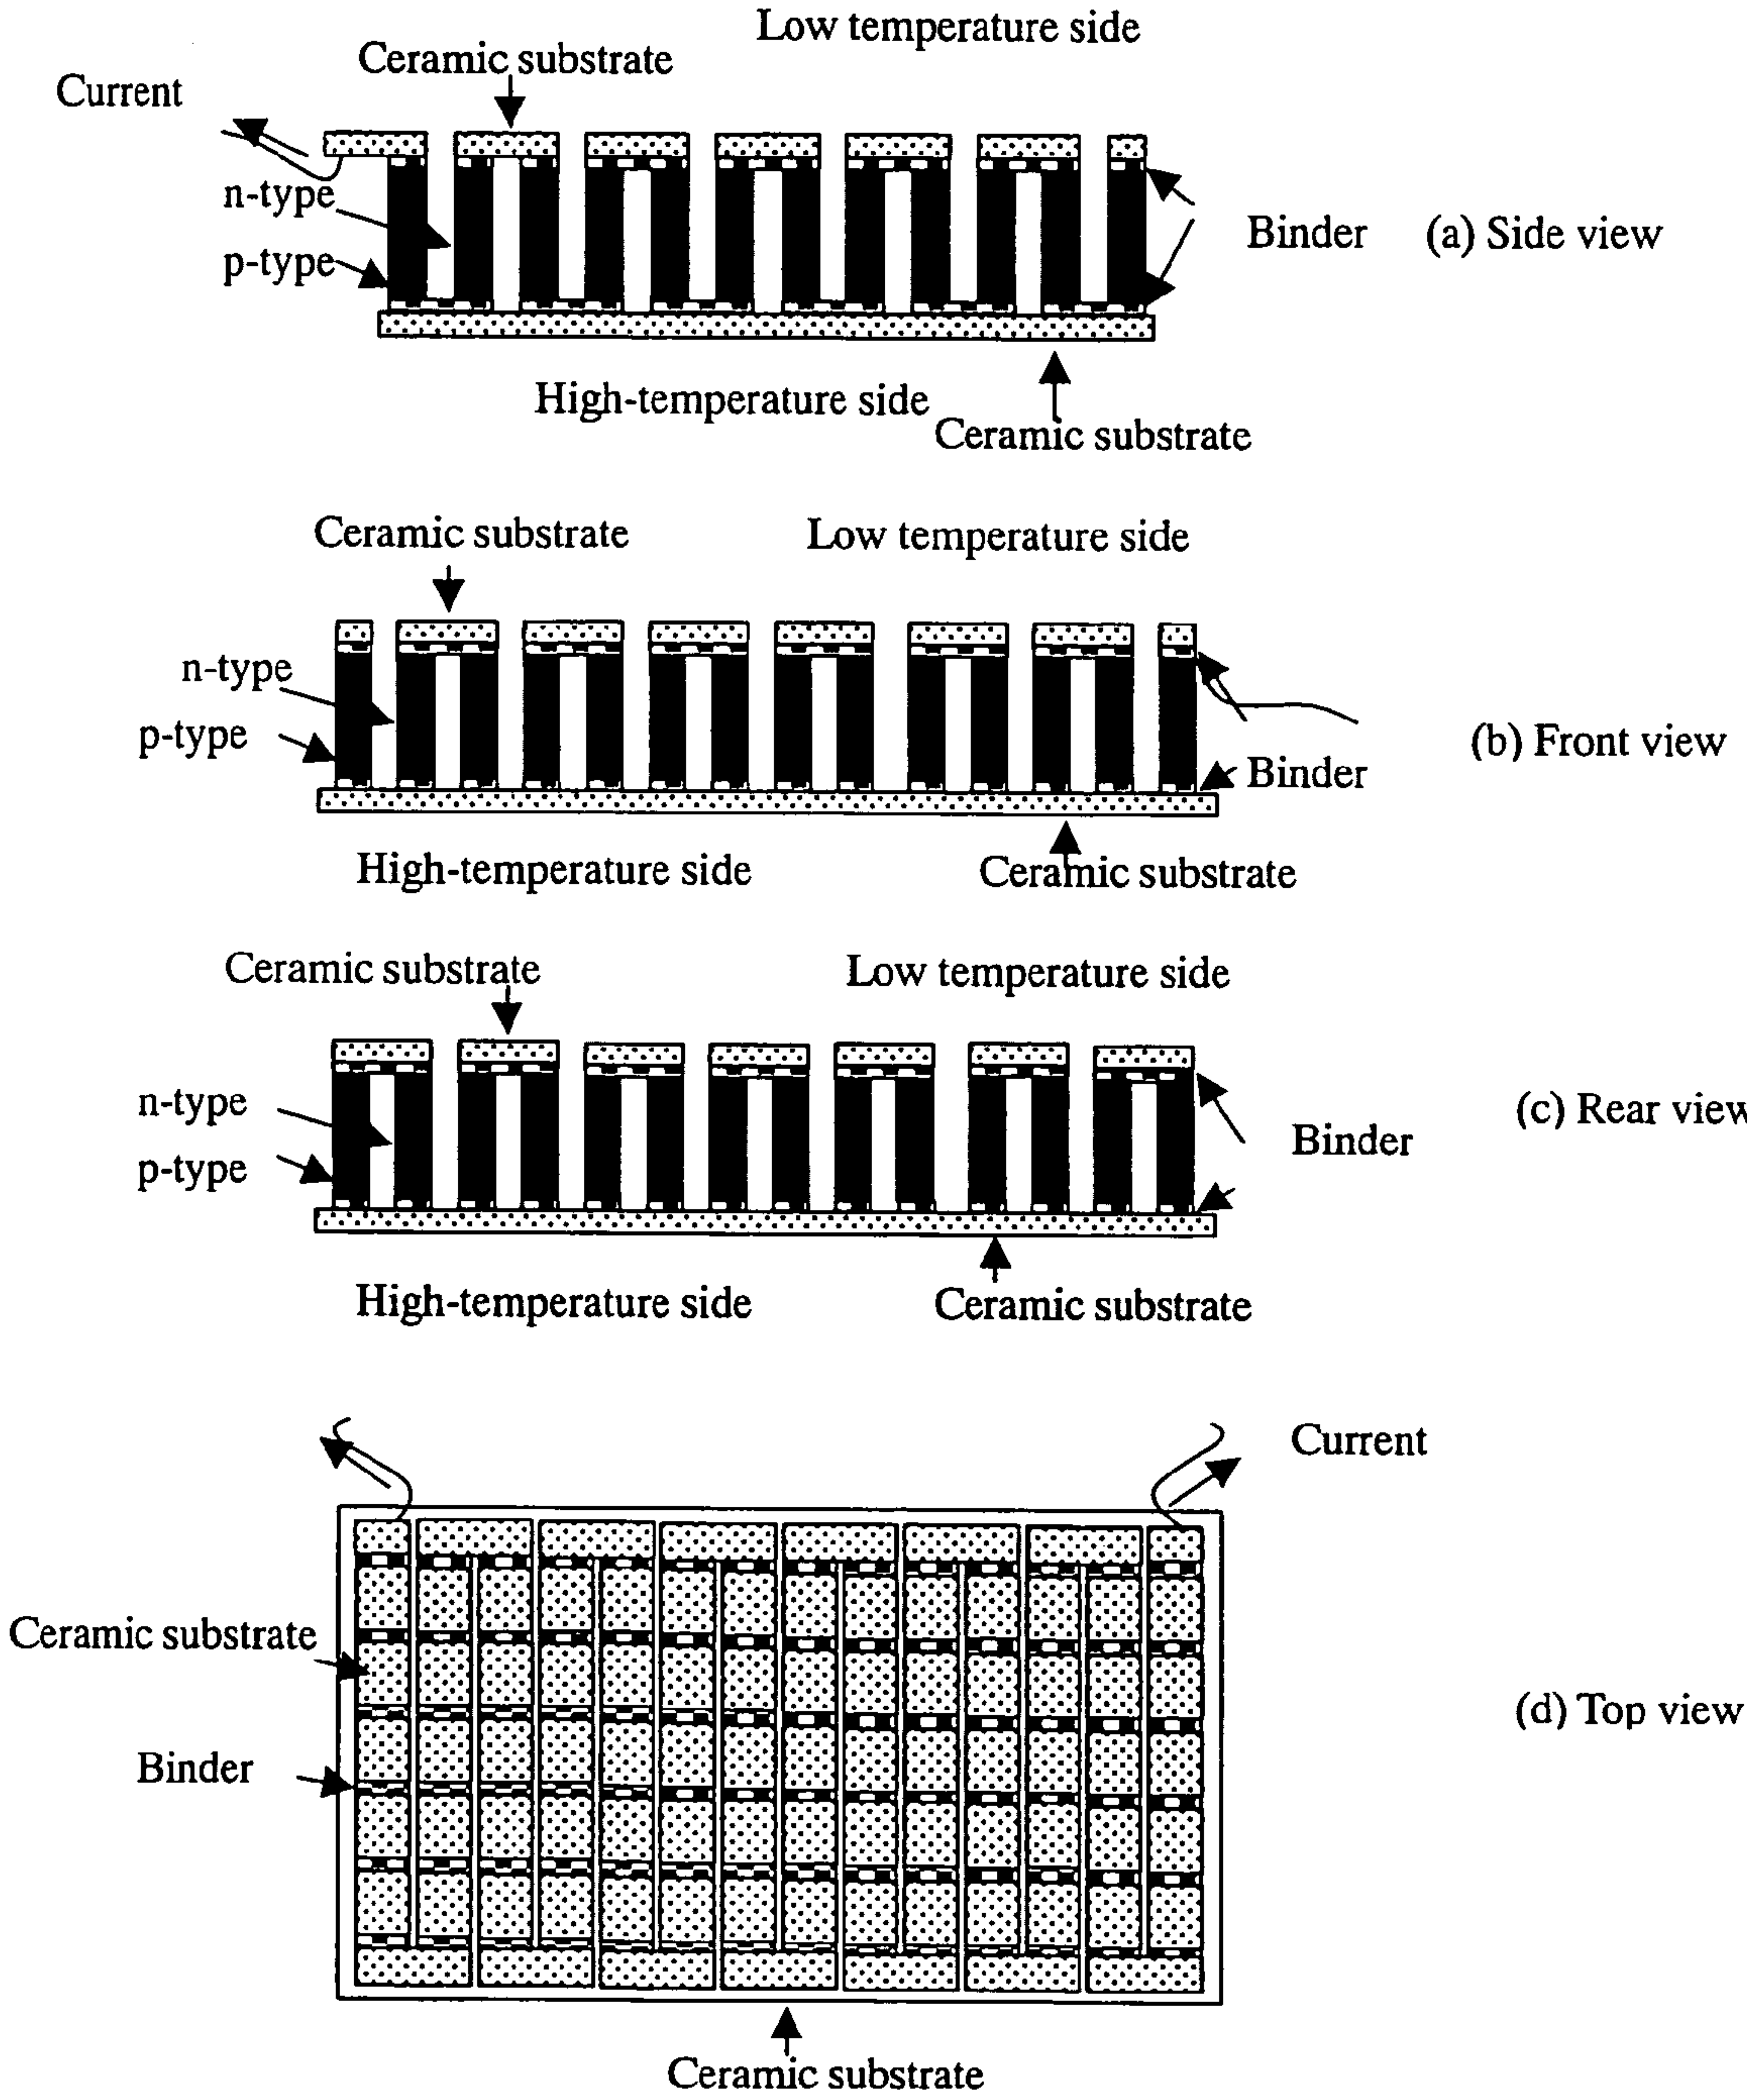 Low temperature side
Ceramic substrate
Current
n-type
p-type
Binder
(a) Side view
High-temperature side
Ceramic substrate
Ceramic substrate
Low temperature side
n-type
p-type
(b) Front view
Binder
High-temperature side
Ceramic substrate
Ceramic substrate
Low temperature side
n-type
p-type
(c) Rear view
Binder
High-temperature side
Ceramic substrate
Current
Ceramic substrate
(d) Top view
Binder
Ceramic substrate